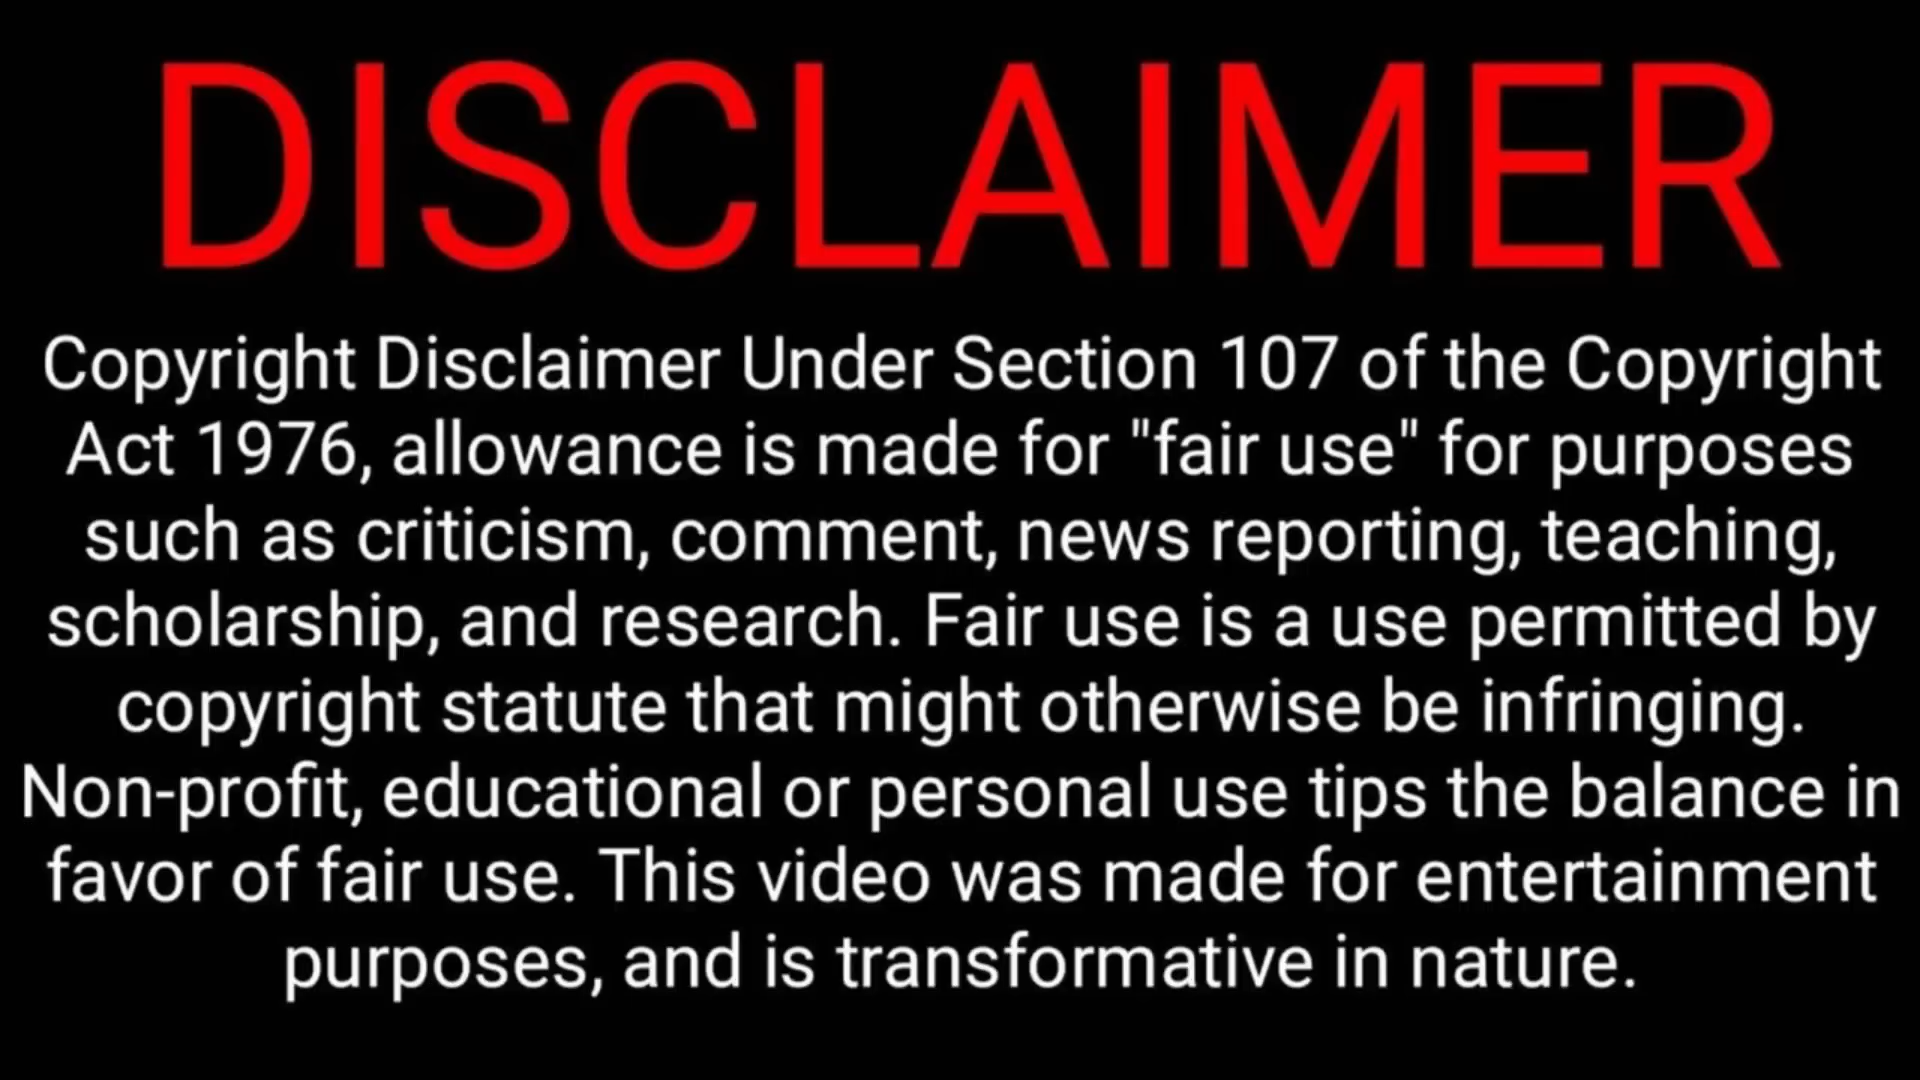 DISCLAIMER
Copyright Disclaimer Under Section 107 of the Copyright
Act 1976, allowance is made for "fair use" for purposes
such as criticism, comment, news reporting, teaching,
scholarship, and research. Fair use is a use permitted by
copyright statute that might otherwise be infringing.
Non-profit, educational or personal use tips the balance in
favor of fair use. This video was made for entertainment
purposes, and is transformative in nature.